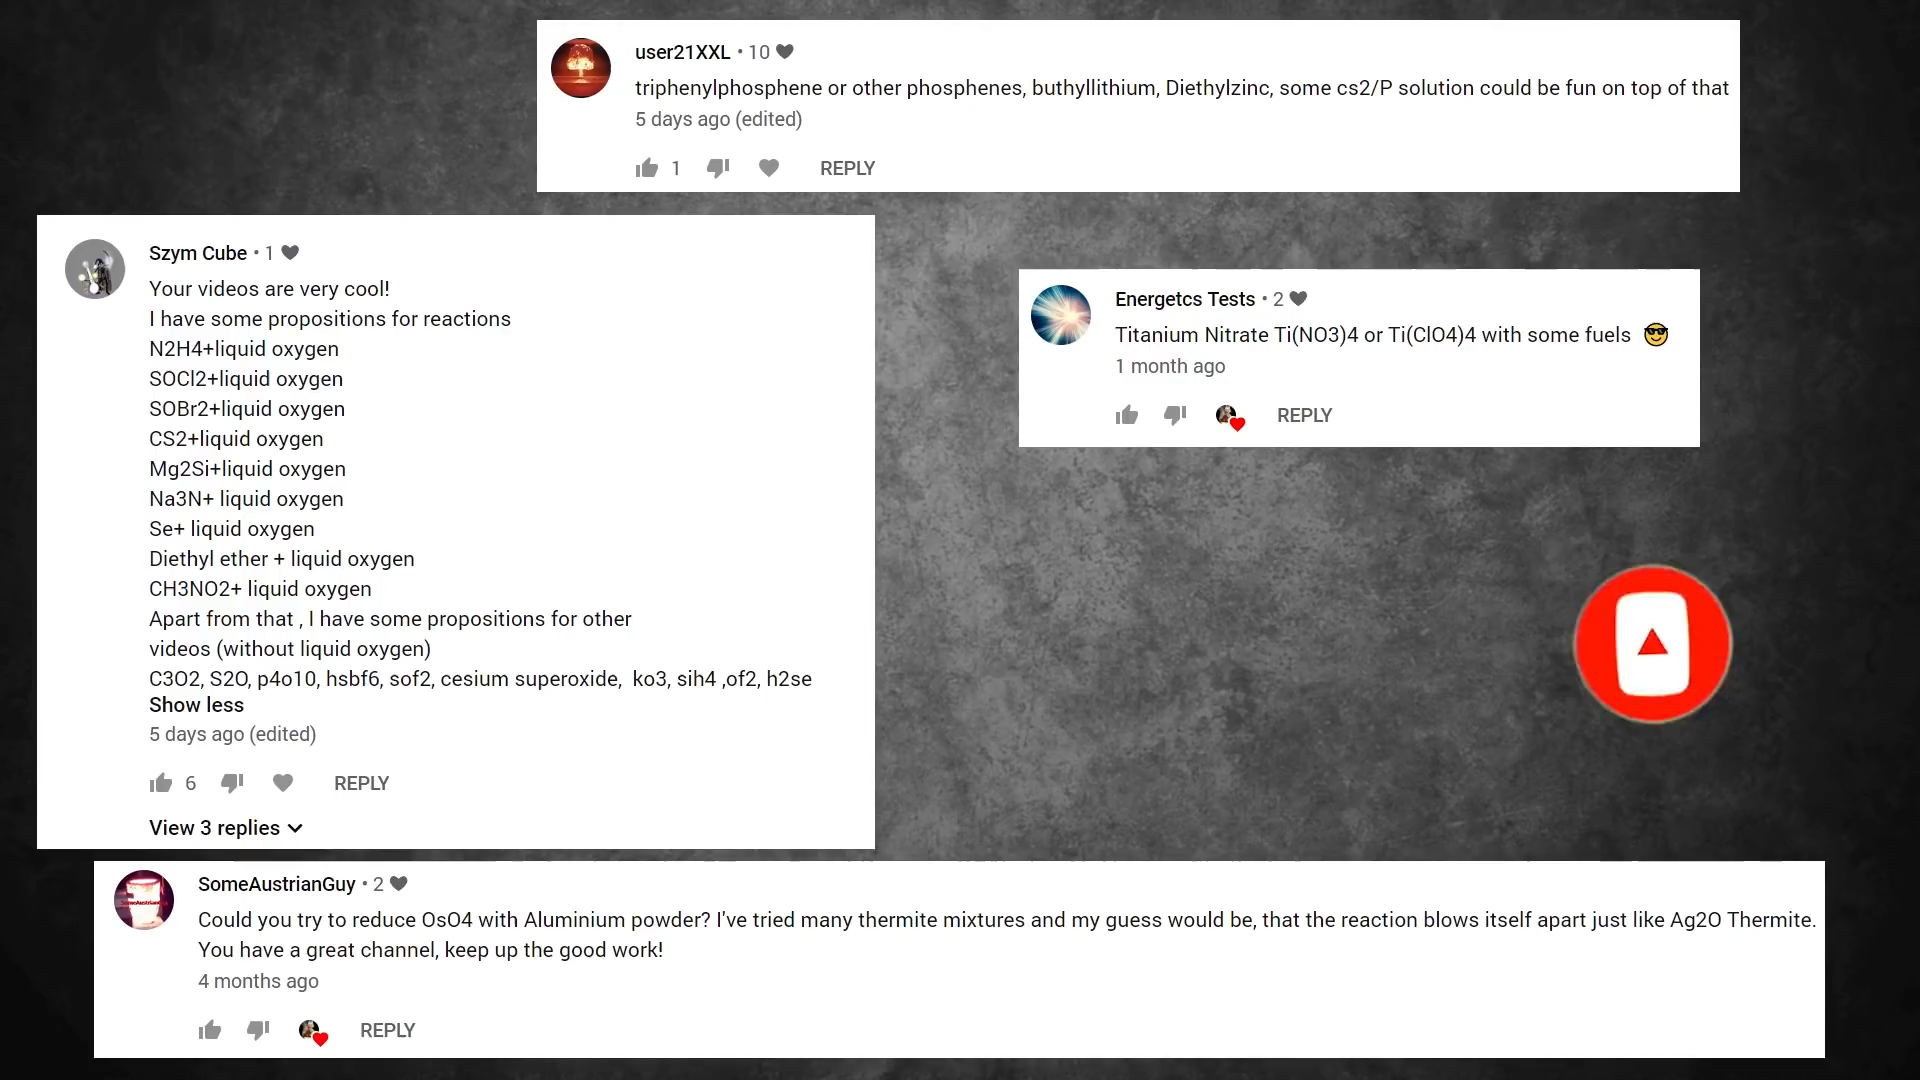 user21XXL • 10
triphenylphosphene or other phosphenes, buthyllithium, Diethylzinc, some cs2/P solution could be fun on top of that
5 days ago (edited)
1 REPLY
Szym Cube • 1
Your videos are very cool!
I have some propositions for reactions
N2H4+liquid oxygen
SOCl2+liquid oxygen
SOBr2+liquid oxygen
CS2+liquid oxygen
Mg2Si+liquid oxygen
Na3N+ liquid oxygen
Se+ liquid oxygen
Diethyl ether + liquid oxygen
CH3NO2+ liquid oxygen
Apart from that , I have some propositions for other
videos (without liquid oxygen)
C3O2, S2O, p4o10, hsbf6, sof2, cesium superoxide,  ko3, sih4 ,of2, h2se
Show less
5 days ago (edited)
6 REPLY
View 3 replies
Energetcs Tests • 2
Titanium Nitrate Ti(NO3)4 or Ti(ClO4)4 with some fuels 😎
1 month ago
REPLY
SomeAustrianGuy • 2
Could you try to reduce OsO4 with Aluminium powder? I've tried many thermite mixtures and my guess would be, that the reaction blows itself apart just like Ag2O Thermite.
You have a great channel, keep up the good work!
4 months ago
REPLY